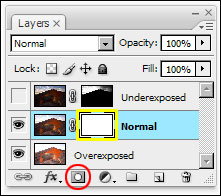 Layers ×
Normal Opacity: 100%
Lock: Fill: 100%
Underexposed
Normal
Overexposed
fx.